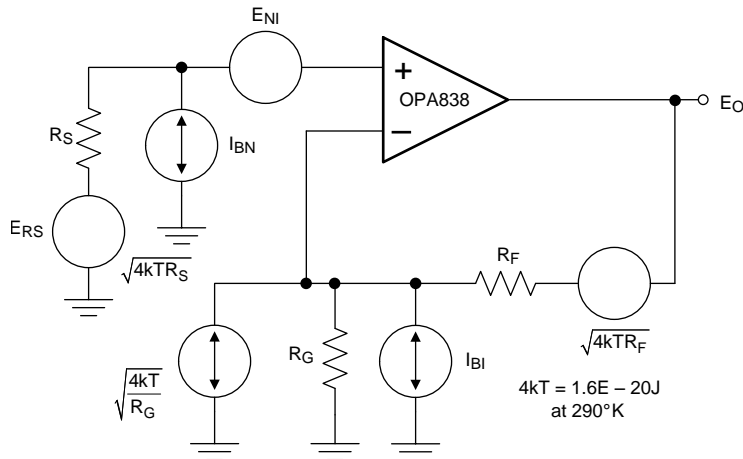 E_NI
+
OPA838
−
E_O
R_S
I_BN
E_RS
√4kTR_S
R_F
√4kTR_F
√4kT/R_G
R_G
I_BI
4kT = 1.6E – 20J
at 290°K